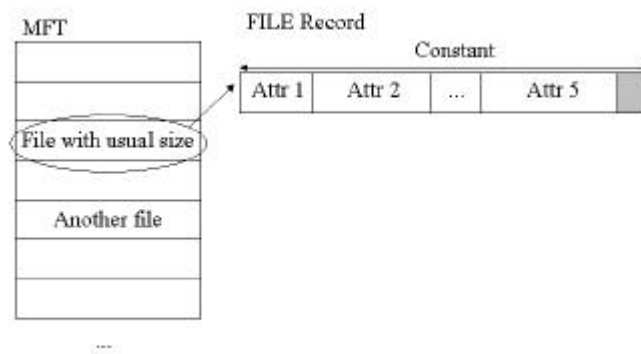 MFT
FILE Record
Constant
Attr 1 Attr 2 ... Attr 5
File with usual size
Another file
...